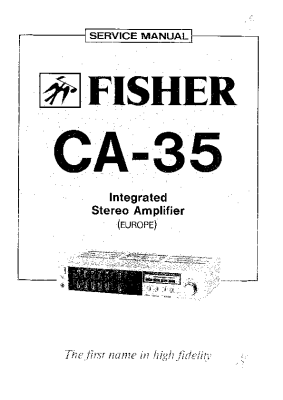 SERVICE MANUAL
FISHER
CA-35
Integrated
Stereo Amplifier
(EUROPE)
The first name in high fidelity